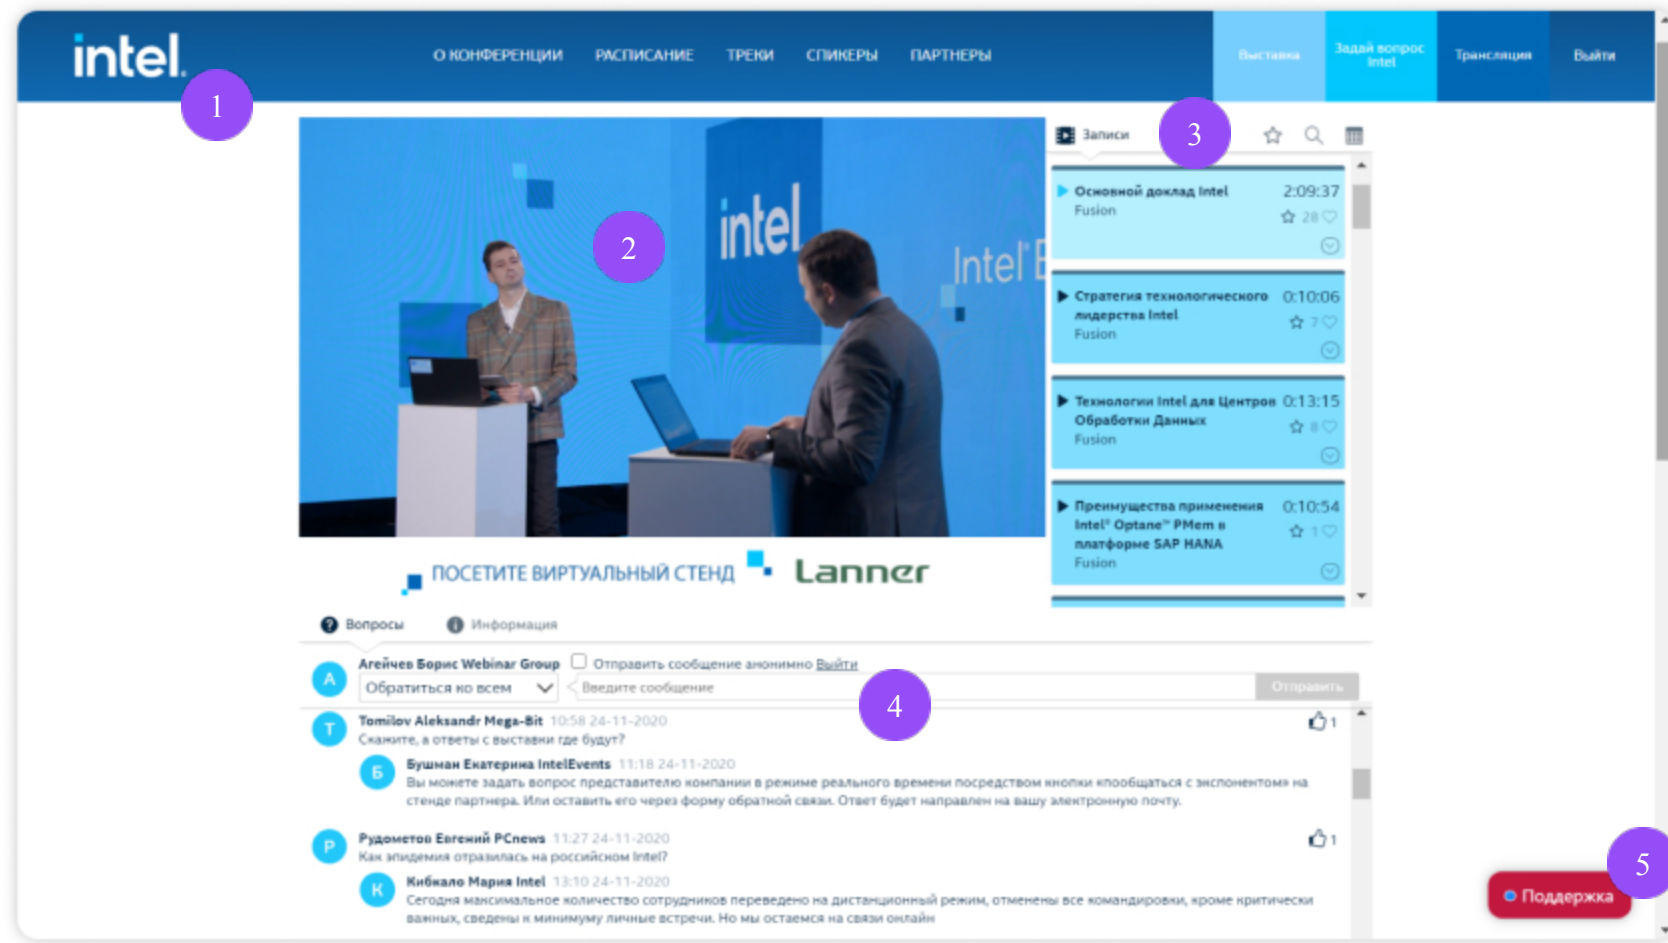 intel.
О КОНФЕРЕНЦИИ
РАСПИСАНИЕ
ТРЕКИ
СПИКЕРЫ
ПАРТНЕРЫ
Выставка
Задай вопрос
Intel
Трансляция
Выйти
1
2
3
intel
Intel® E
Записи
Основной доклад Intel 2:09:37
Fusion
28
Стратегия технологического 0:10:06
лидерства Intel
7
Fusion
Технологии Intel для Центров 0:13:15
Обработки Данных
8
Fusion
Преимущества применения 0:10:54
Intel® Optane™ PMem в
1
платформе SAP HANA
Fusion
ПОСЕТИТЕ ВИРТУАЛЬНЫЙ СТЕНД Lanner
Вопросы
Информация
А
Агейчев Борис Webinar Group
Отправить сообщение анонимно Выйти
Обратиться ко всем
Введите сообщение
Отправить
4
T
Tomilov Aleksandr Mega-Bit 10:58 24-11-2020
1
Скажите, а ответы с выставки где будут?
Б
Бушман Екатерина IntelEvents 11:18 24-11-2020
Вы можете задать вопрос представителю компании в режиме реального времени посредством кнопки «пообщаться с экспонентом» на
стенде партнера. Или оставить его через форму обратной связи. Ответ будет направлен на вашу электронную почту.
Р
Рудометов Евгений PCnews 11:27 24-11-2020
1
Как эпидемия отразилась на российском Intel?
К
Кибкало Мария Intel 13:10 24-11-2020
Сегодня максимальное количество сотрудников переведено на дистанционный режим, отменены все командировки, кроме критически
важных, сведены к минимуму личные встречи. Но мы остаемся на связи онлайн
5
Поддержка